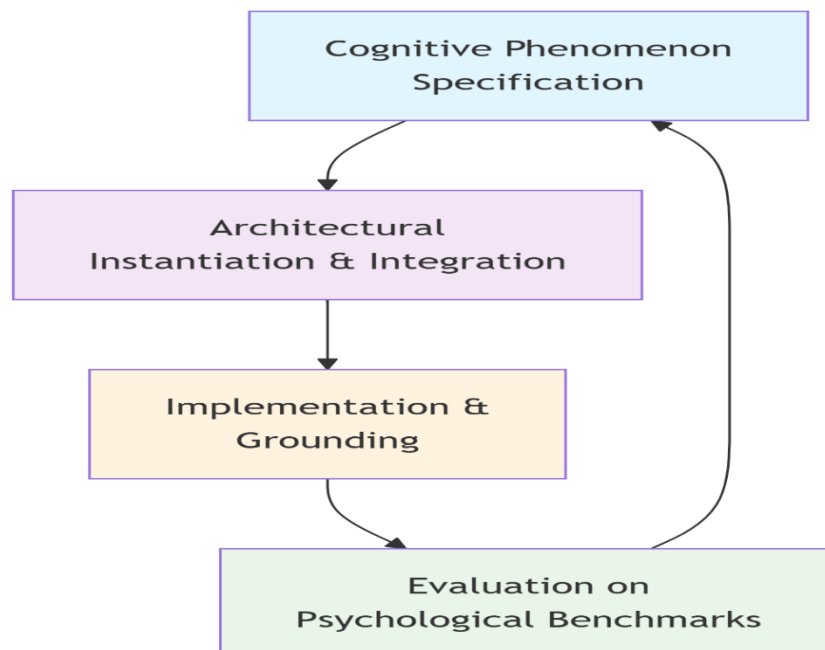 Cognitive Phenomenon
Specification
Architectural
Instantiation & Integration
Implementation &
Grounding
Evaluation on
Psychological Benchmarks